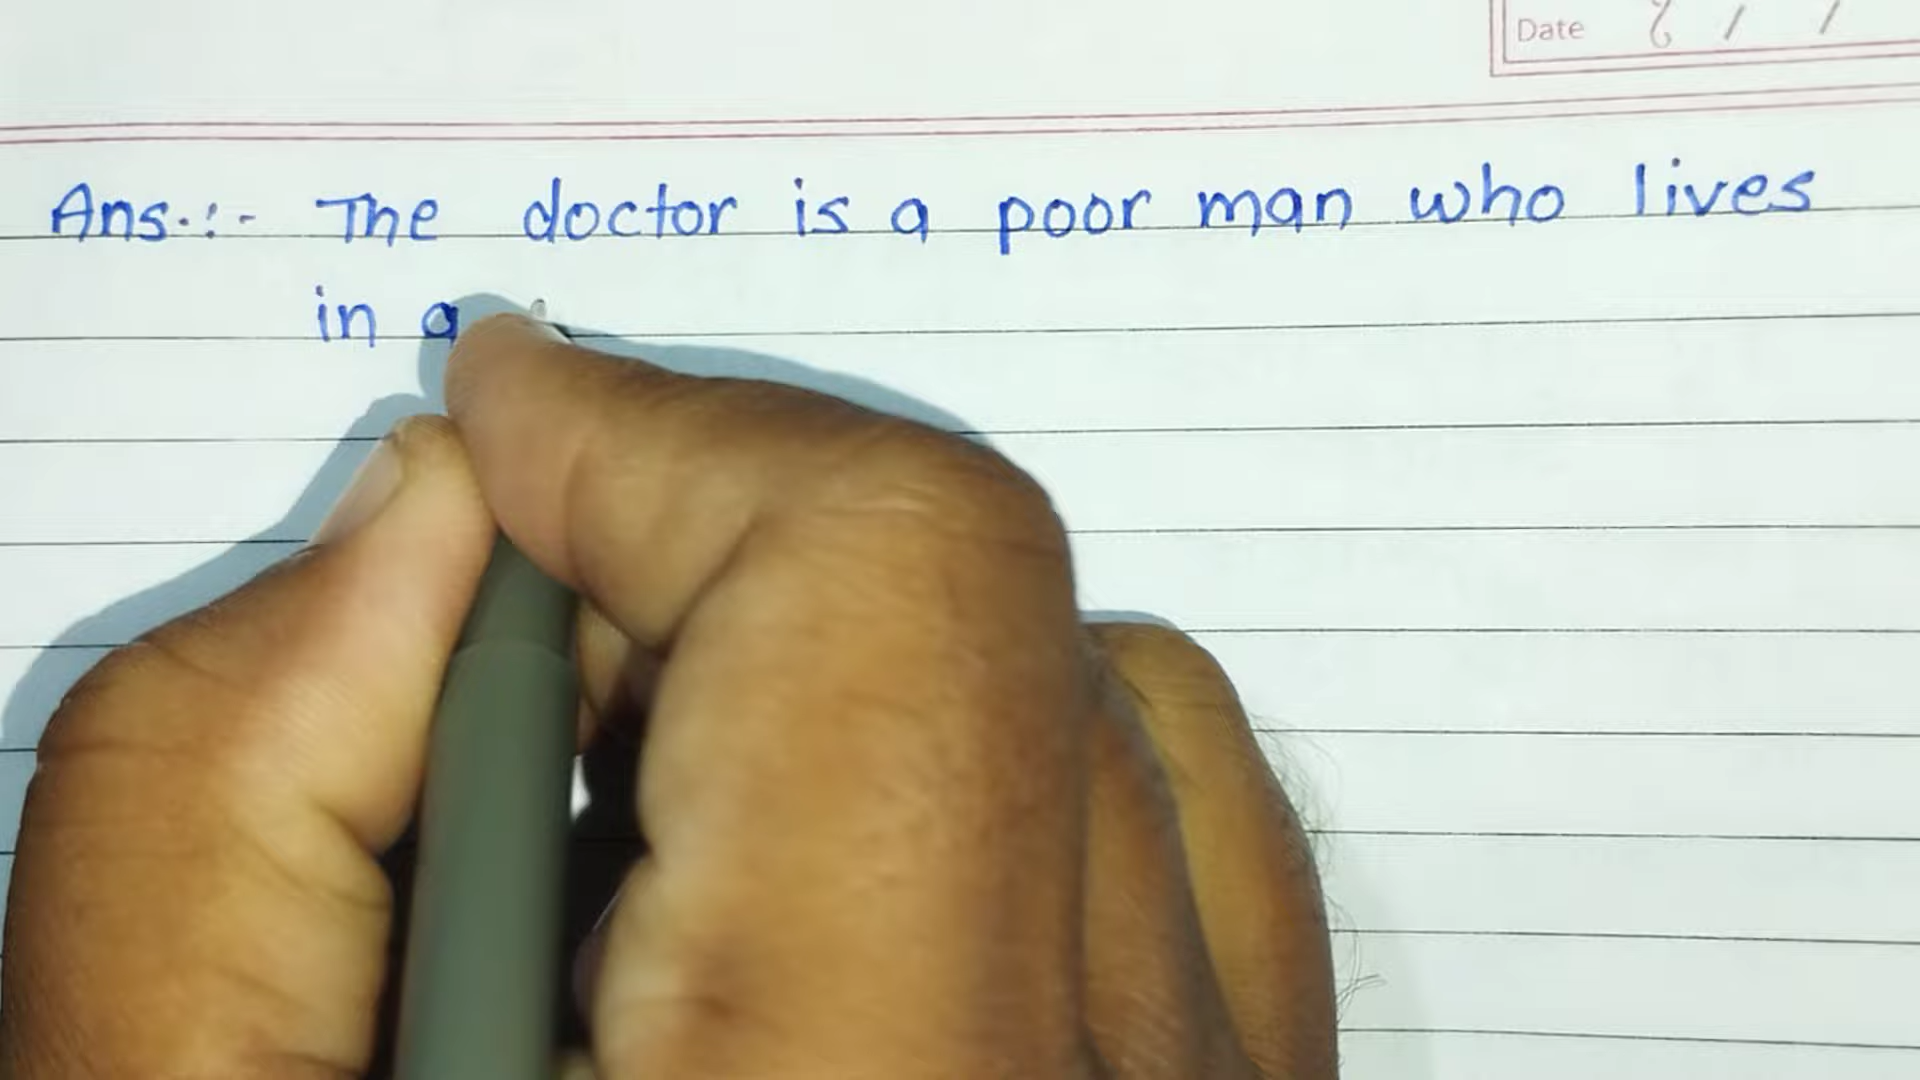 Date / /
Ans.:- The doctor is a poor man who lives
in a